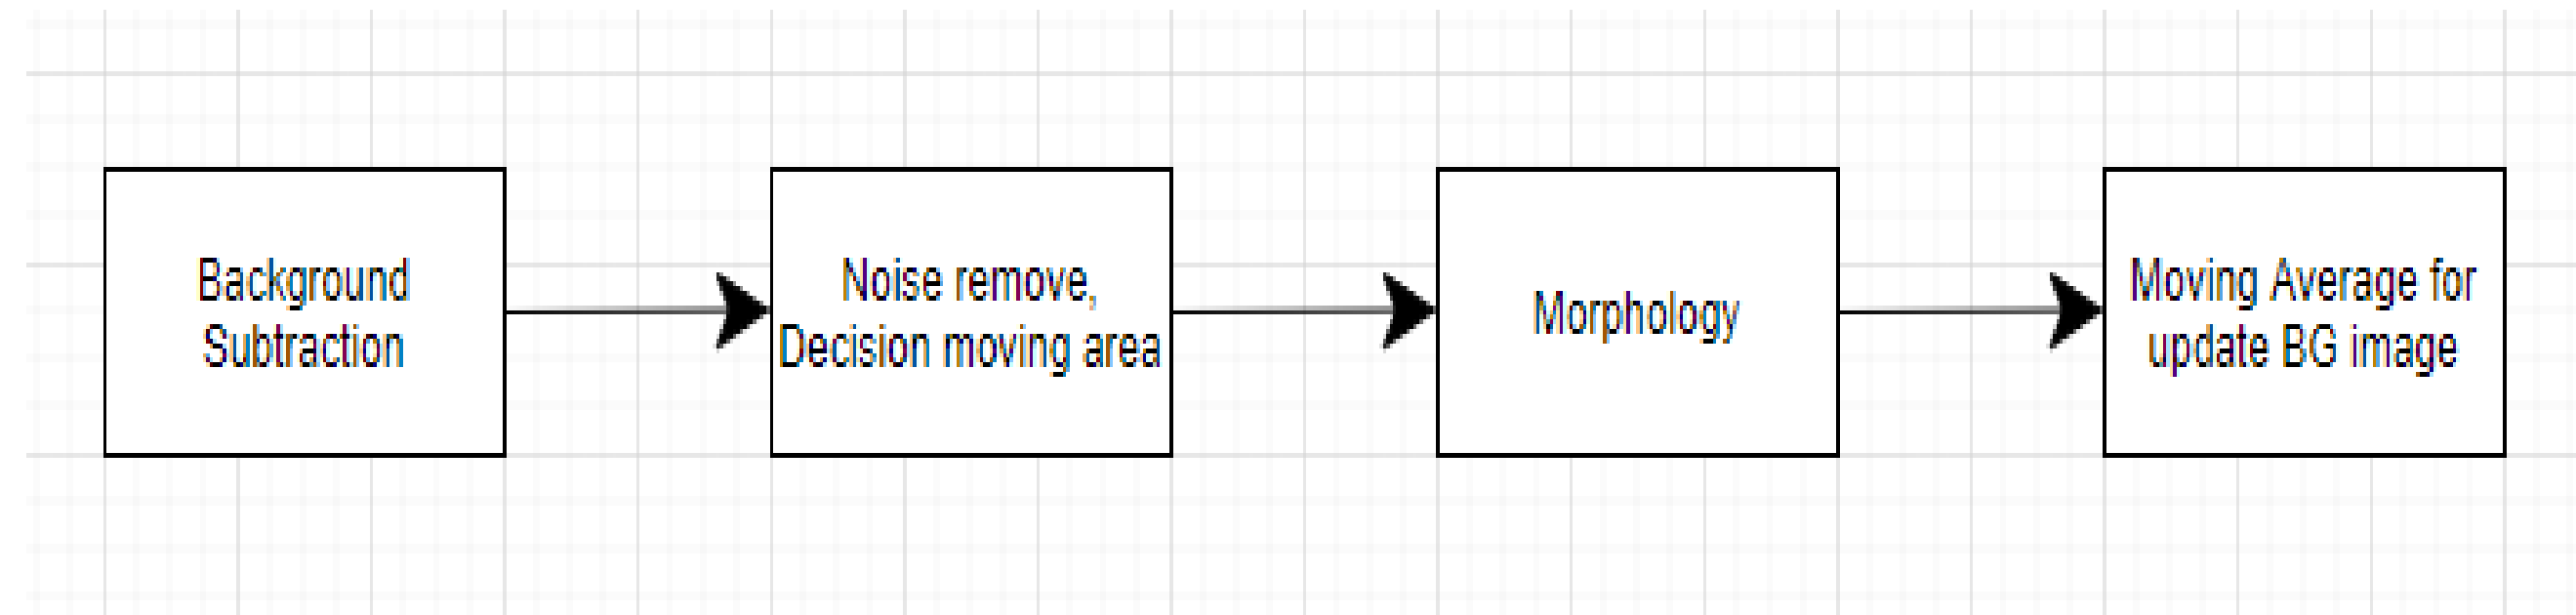 Background
Subtraction
Noise remove,
Decision moving area
Morphology
Moving Average for
update BG image